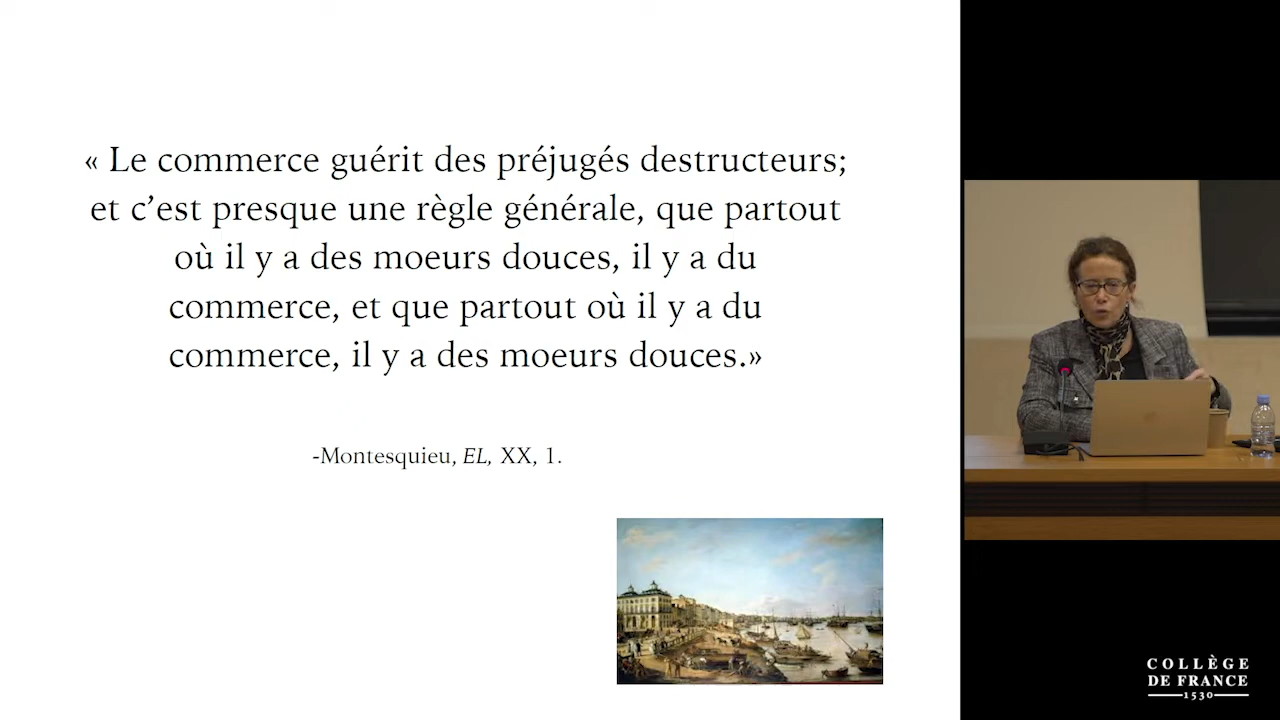 « Le commerce guérit des préjugés destructeurs;
et c’est presque une règle générale, que partout
où il y a des moeurs douces, il y a du
commerce, et que partout où il y a du
commerce, il y a des moeurs douces.»
-Montesquieu, EL, XX, 1.
COLLÈGE
DE FRANCE
1530